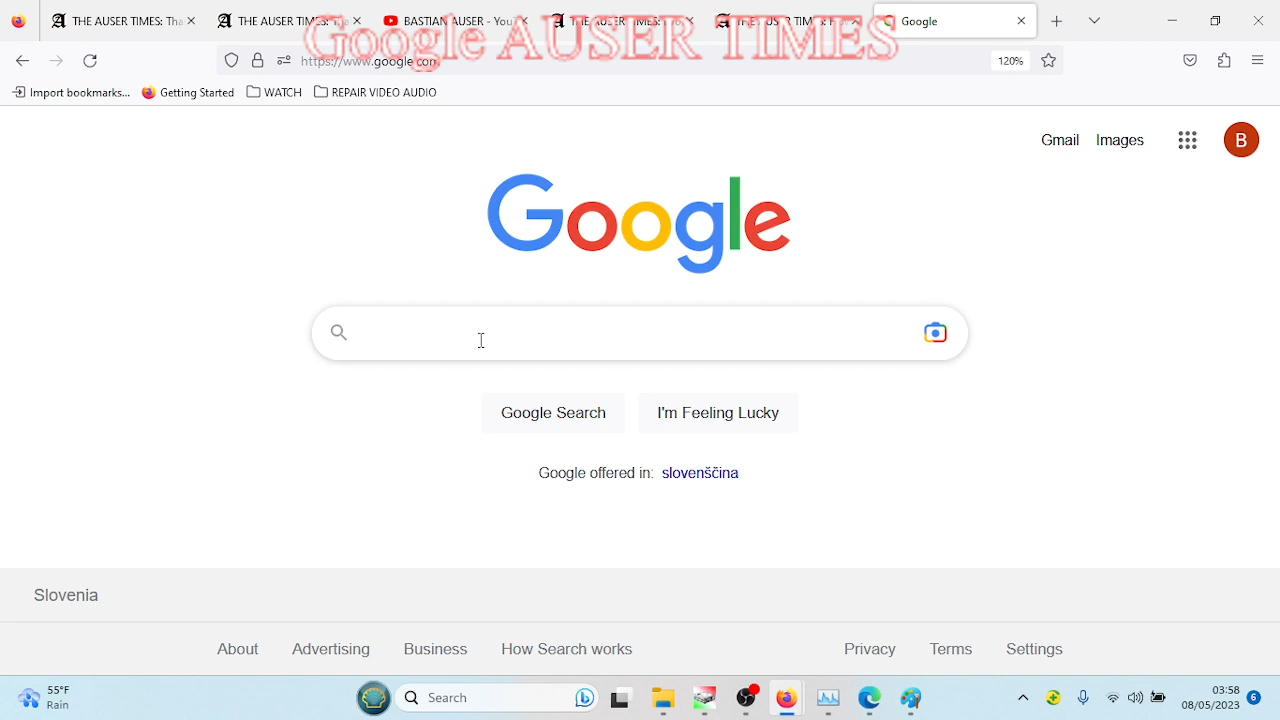 THE AUSER TIMES: Tha
THE AUSER TIMES: The
BASTIAN AUSER - YouT
Google
Google AUSER TIMES
https://www.google.com
120%
Import bookmarks...
Getting Started
WATCH
REPAIR VIDEO AUDIO
Gmail
Images
B
Google
Google Search
I'm Feeling Lucky
Google offered in: slovenščina
Slovenia
About
Advertising
Business
How Search works
Privacy
Terms
Settings
55°F
Rain
Search
03:58
08/05/2023
6